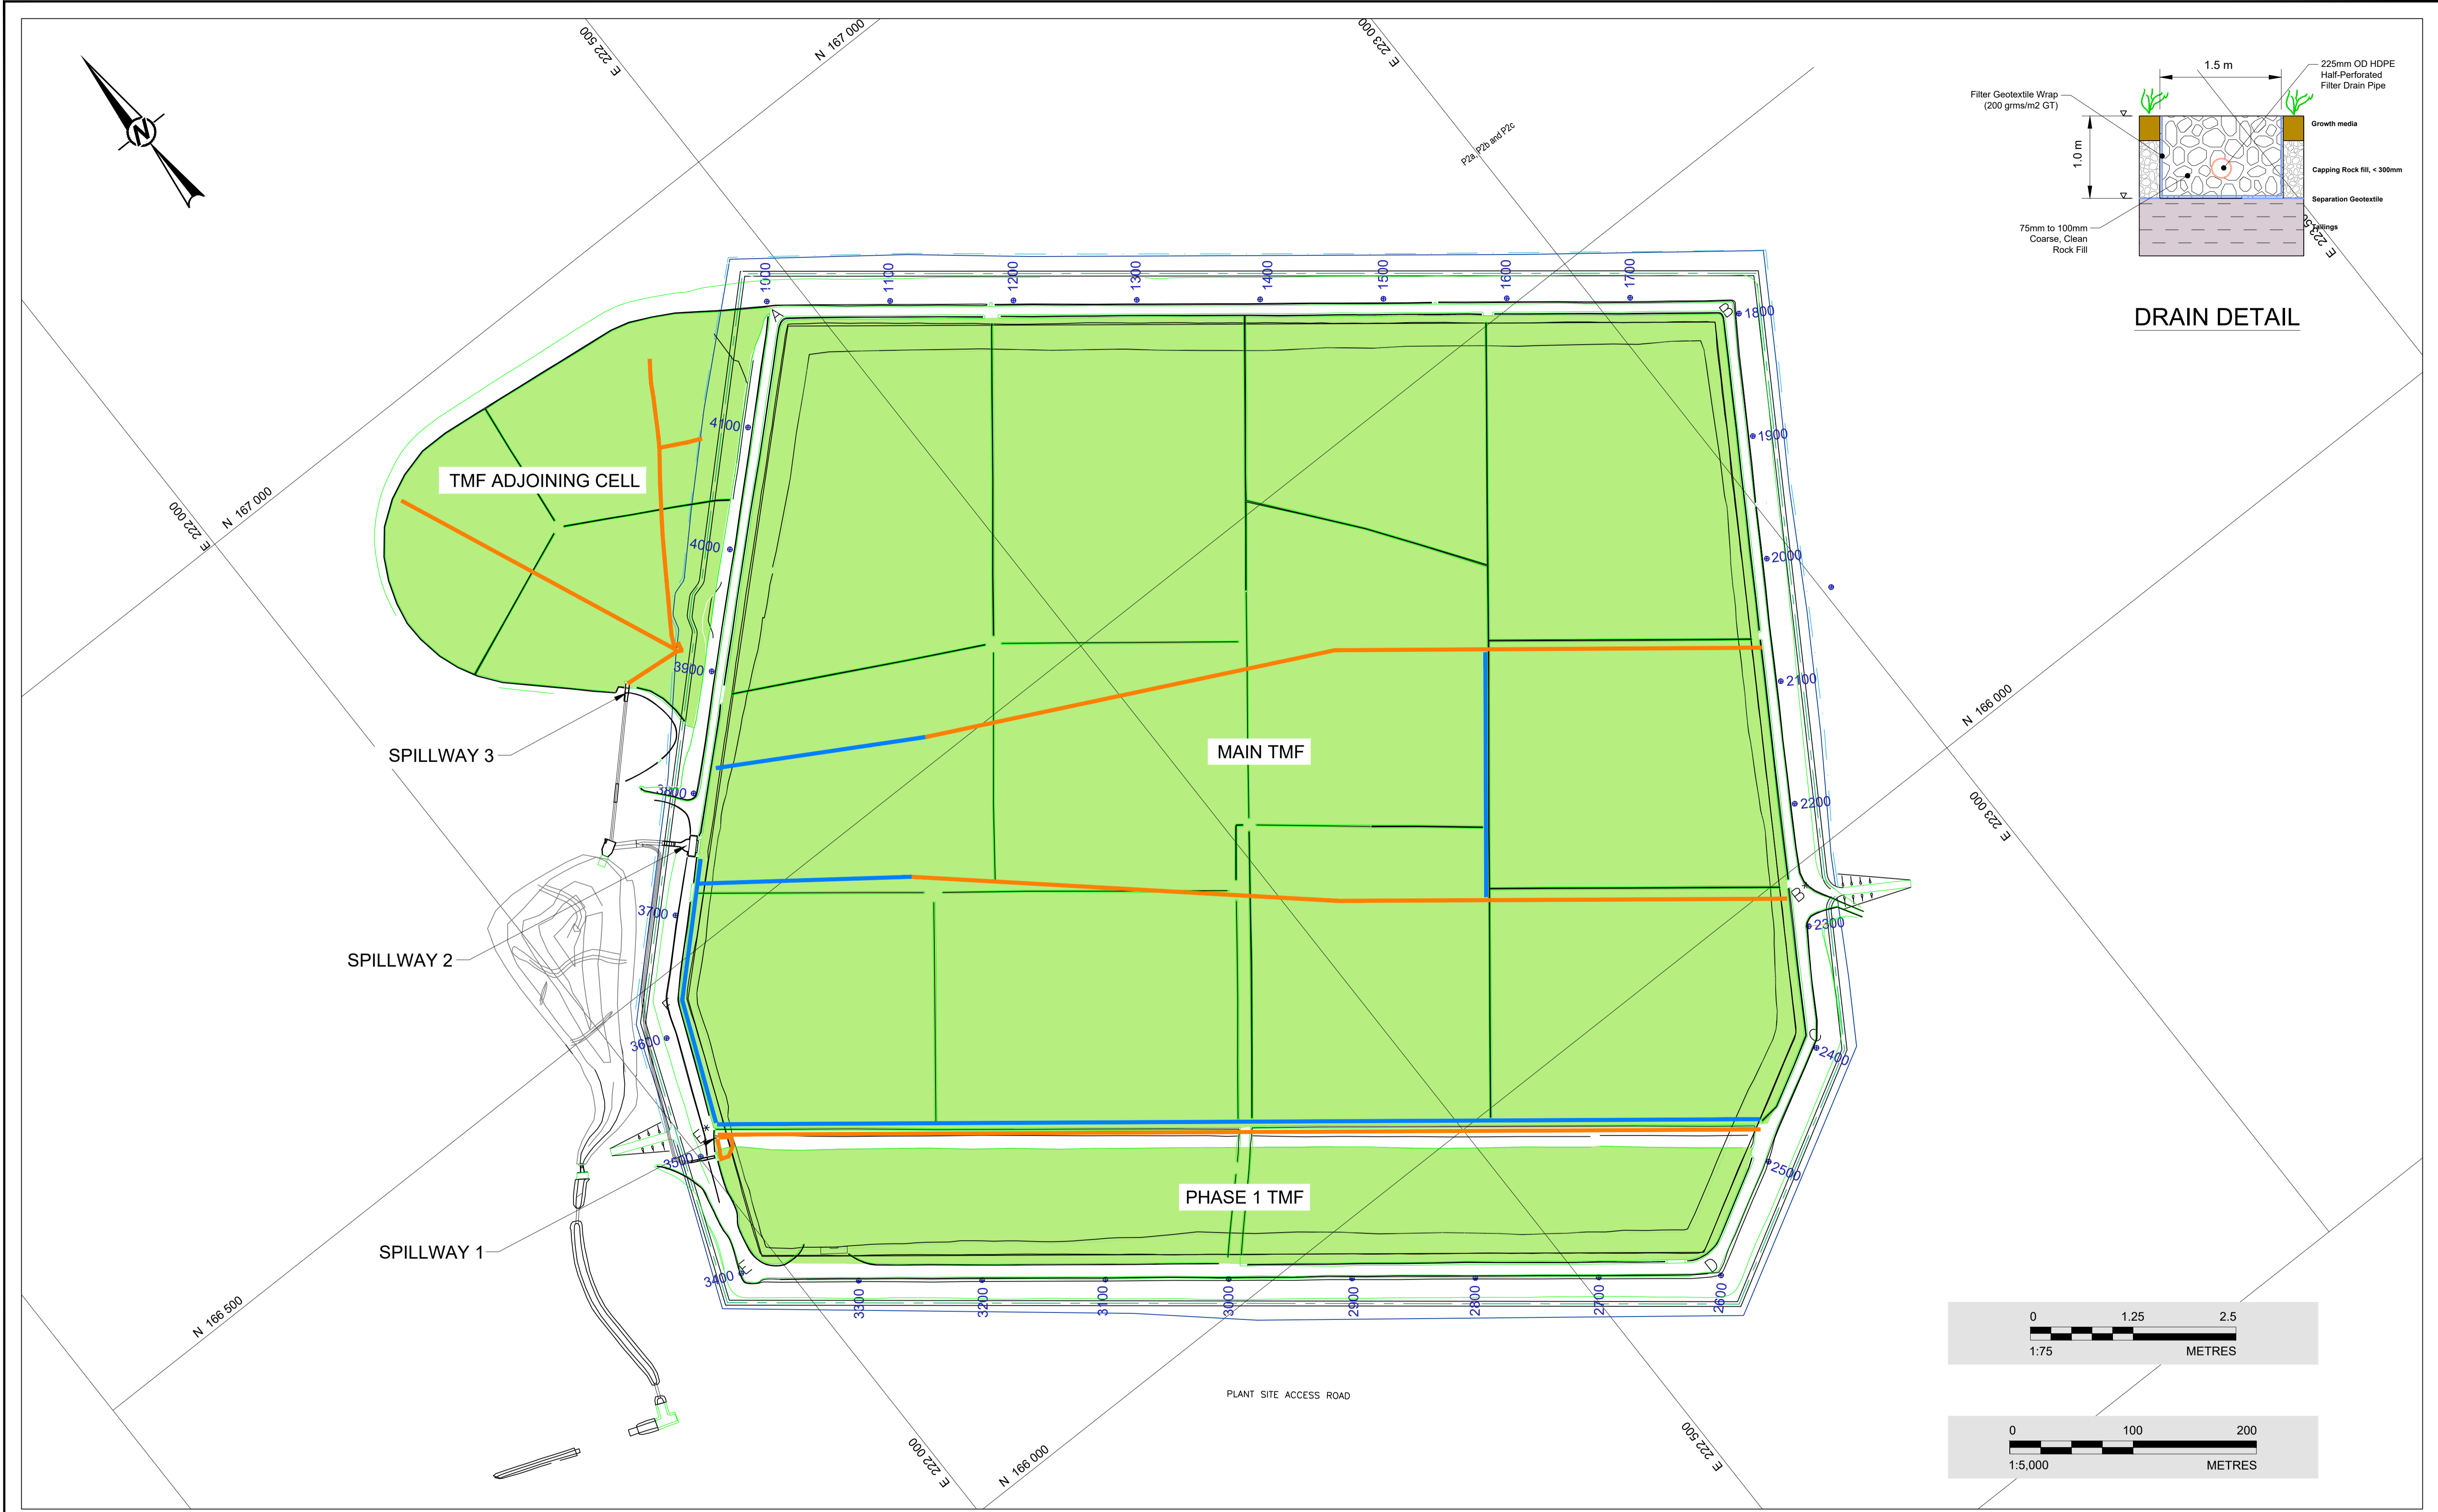 N 167 000
E 222 500
E 223 000
P2a, P2b and P2c
N
1.5 m
225mm OD HDPE
Half-Perforated
Filter Drain Pipe
Filter Geotextile Wrap
(200 grms/m2 GT)
Growth media
1.0 m
Capping Rock fill, < 300mm
Separation Geotextile
Tailings
75mm to 100mm
Coarse, Clean
Rock Fill
DRAIN DETAIL
1000
1100
1200
1300
1400
1500
1600
1700
A
B
1800
4100
1900
TMF ADJOINING CELL
N 167 000
E 222 000
4000
2000
3900
2100
N 166 000
SPILLWAY 3
MAIN TMF
3800
2200
E 223 000
B*
3700
2300
SPILLWAY 2
F
C
3600
2400
E*
3500
2500
PHASE 1 TMF
SPILLWAY 1
E
D
3400
3300
3200
3100
3000
2900
2800
2700
2600
N 166 500
0 1.25 2.5
1:75 METRES
PLANT SITE ACCESS ROAD
E 222 000
N 166 000
E 222 500
0 100 200
1:5,000 METRES